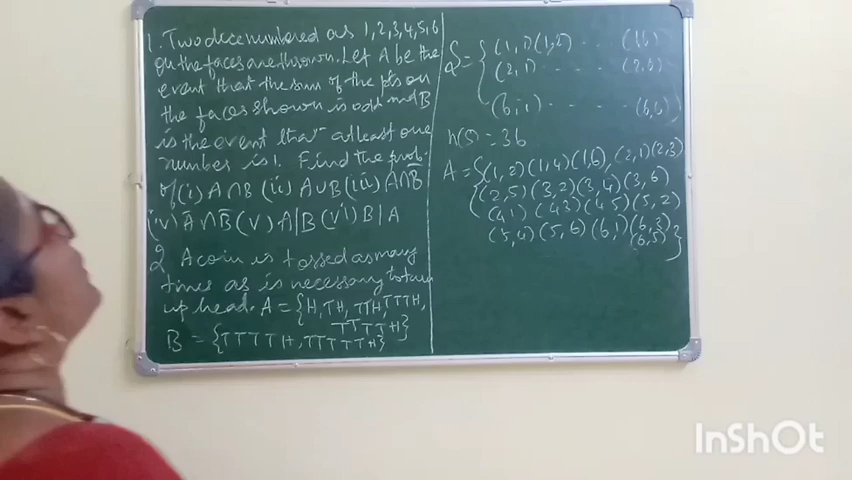 1. Two dice numbered as 1,2,3,4,5,6
on the faces are thrown. Let A be the
event that the sum of the pts on
the faces shown is odd and B
is the event that at least one
number is 1. Find the prob.
of (i) A∩B (ii) A∪B (iii) A∩B̅
(iv) A̅∩B̅ (v) A|B (vi) B|A
2 A coin is tossed as many
times as is necessary to turn
up head. A = {H, TH, TTH, TTTH,
TTTTH}
B = {TTTTTH, TTTTTTH}
S = { (1,1)(1,2) .... (1,6)
(2,1) ..... (2,6)
(6,1) ..... (6,6) }
n(S) = 36
A = {(1,2)(1,4)(1,6),(2,1)(2,3)
(2,5)(3,2)(3,4)(3,6)
(4,1)(4,3)(4,5)(5,2)
(5,4)(5,6)(6,1)(6,3)
(6,5)}
InShOt